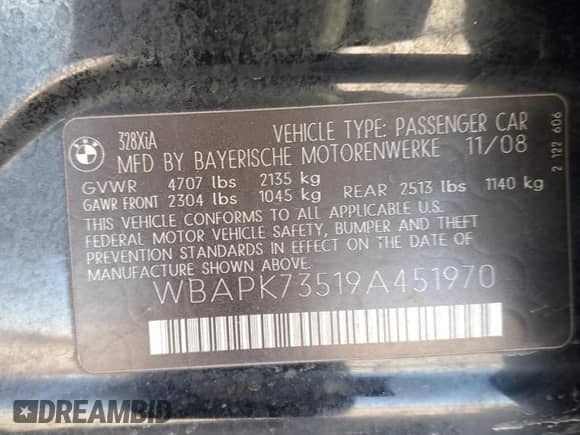 BMW
328XiA
VEHICLE TYPE: PASSENGER CAR
MFD BY BAYERISCHE MOTORENWERKE 11/08
GVWR 4707 lbs 2135 kg
GAWR FRONT 2304 lbs 1045 kg REAR 2513 lbs 1140 kg
THIS VEHICLE CONFORMS TO ALL APPLICABLE U.S.
FEDERAL MOTOR VEHICLE SAFETY, BUMPER AND THEFT
PREVENTION STANDARDS IN EFFECT ON THE DATE OF
MANUFACTURE SHOWN ABOVE.
WBAPK73519A451970
2 122 606
DREAMBID